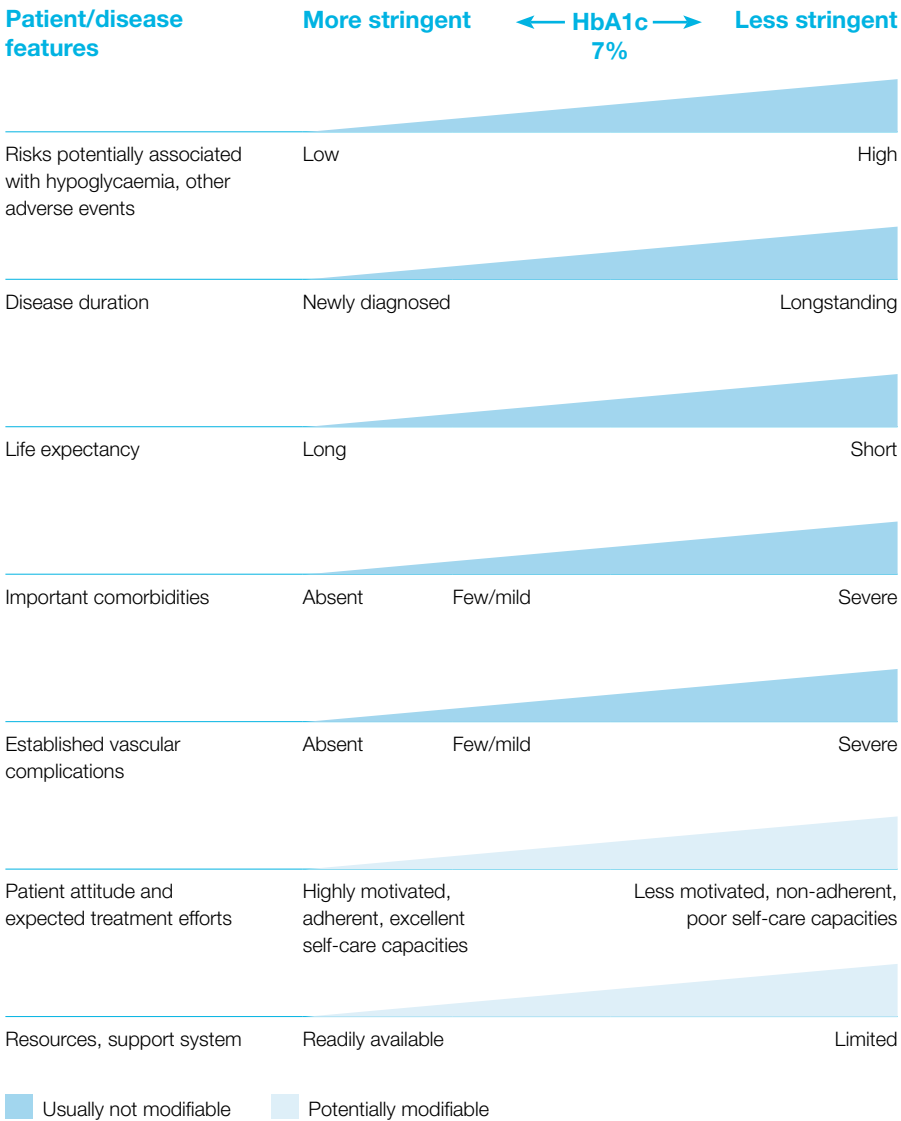 Patient/disease
features
More stringent
HbA1c
7%
Less stringent
Risks potentially associated
with hypoglycaemia, other
adverse events
Low
High
Disease duration
Newly diagnosed
Longstanding
Life expectancy
Long
Short
Important comorbidities
Absent
Few/mild
Severe
Established vascular
complications
Absent
Few/mild
Severe
Patient attitude and
expected treatment efforts
Highly motivated,
adherent, excellent
self-care capacities
Less motivated, non-adherent,
poor self-care capacities
Resources, support system
Readily available
Limited
Usually not modifiable
Potentially modifiable